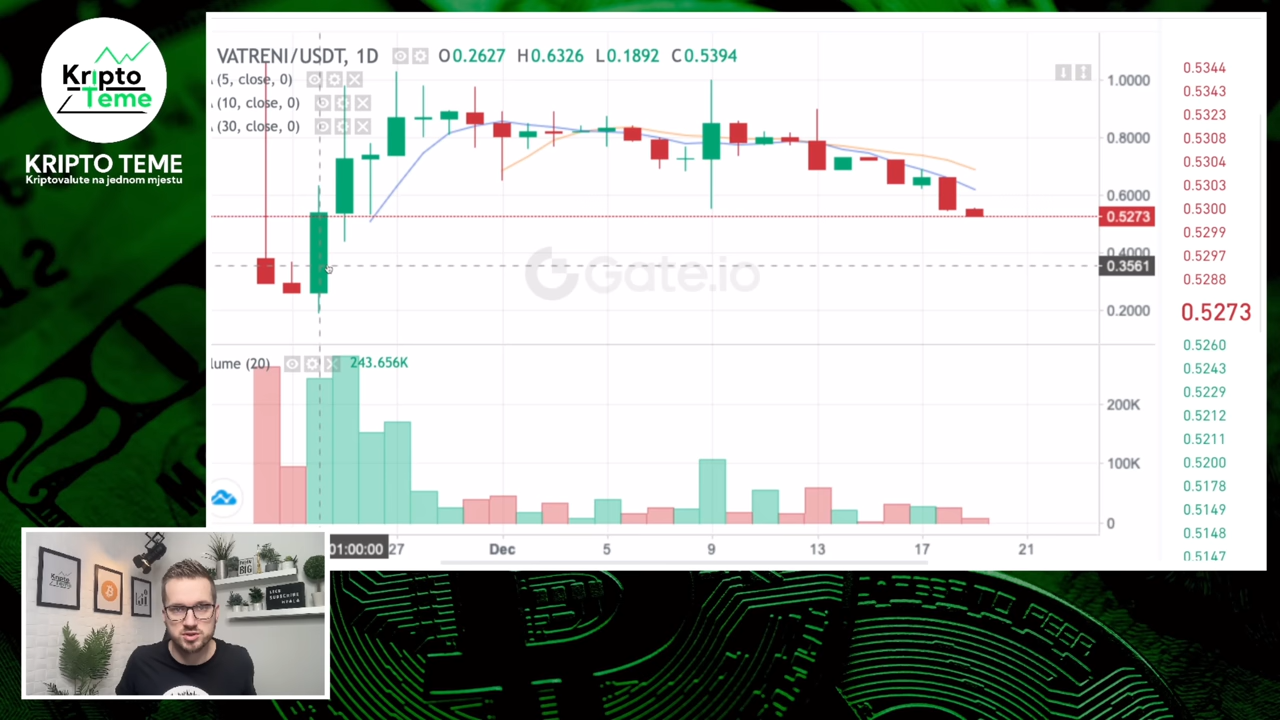 Kripto
Teme
KRIPTO TEME
Kriptovalute na jednom mjestu
VATRENI/USDT, 1D O0.2627 H0.6326 L0.1892 C0.5394
(5, close, 0)
(10, close, 0)
(30, close, 0)
1.0000
0.8000
0.6000
0.5273
0.4000
0.3561
0.2000
Gate.io
lume (20) 243.656K
200K
100K
0
01:00:00 27 Dec 5 9 13 17 21
0.5344
0.5343
0.5323
0.5308
0.5304
0.5303
0.5300
0.5299
0.5297
0.5288
0.5273
0.5260
0.5243
0.5229
0.5212
0.5211
0.5200
0.5178
0.5149
0.5148
0.5147